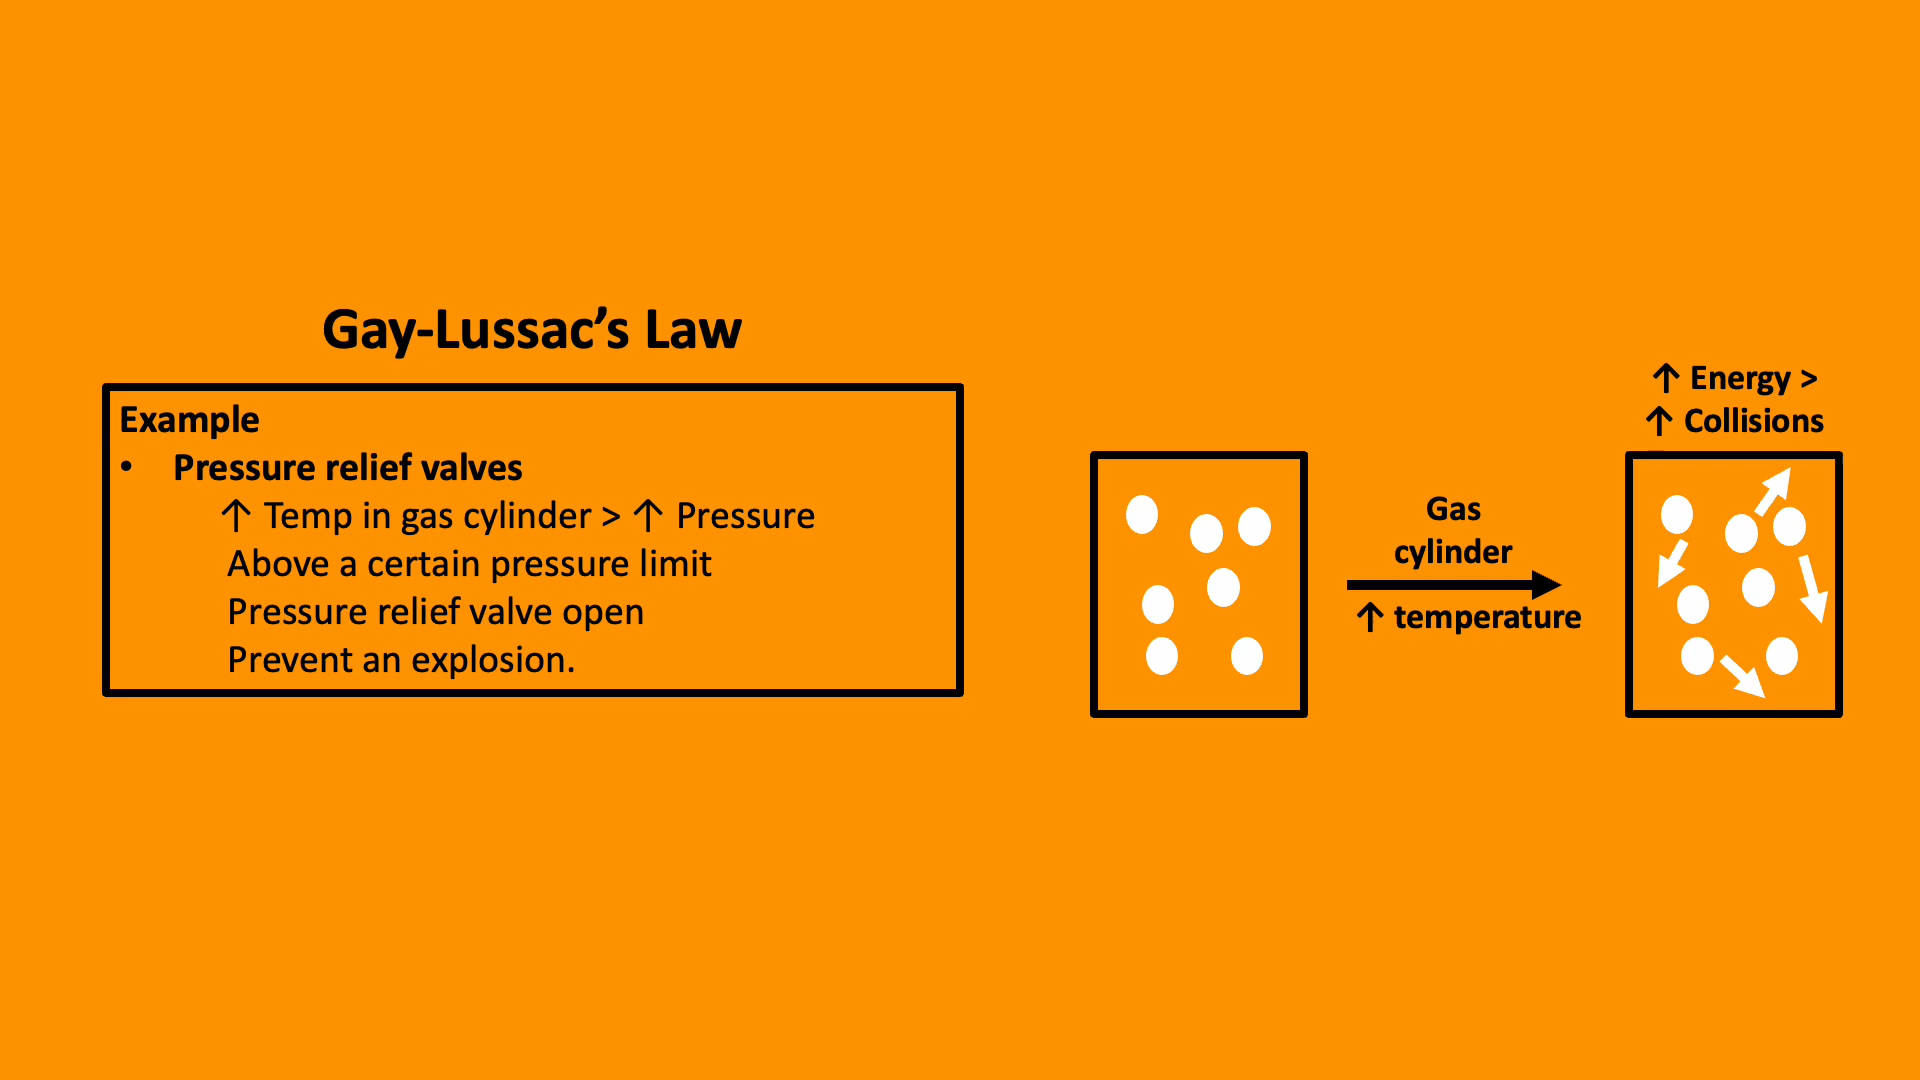 Gay-Lussac’s Law
Example
• Pressure relief valves
↑ Temp in gas cylinder > ↑ Pressure
Above a certain pressure limit
Pressure relief valve open
Prevent an explosion.
Gas
cylinder
↑ temperature
↑ Energy >
↑ Collisions